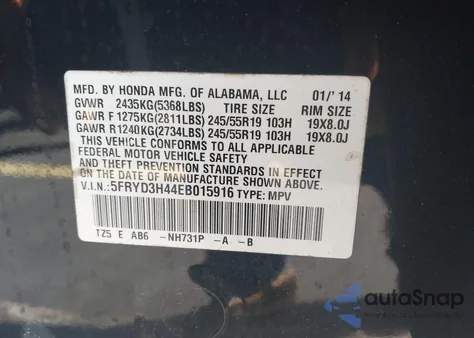 MFD. BY HONDA MFG. OF ALABAMA, LLC 01/'14
GVWR 2435KG(5368LBS) TIRE SIZE RIM SIZE
GAWR F 1275KG(2811LBS) 245/55R19 103H 19X8.0J
GAWR R 1240KG(2734LBS) 245/55R19 103H 19X8.0J
THIS VEHICLE CONFORMS TO ALL APPLICABLE
FEDERAL MOTOR VEHICLE SAFETY AND
THEFT PREVENTION STANDARDS IN EFFECT
ON THE DATE OF MANUFACTURE SHOWN ABOVE.
V.I.N.:5FRYD3H44EB015916 TYPE: MPV
TZ5 E AB6 -NH731P -A -B
autoSnap